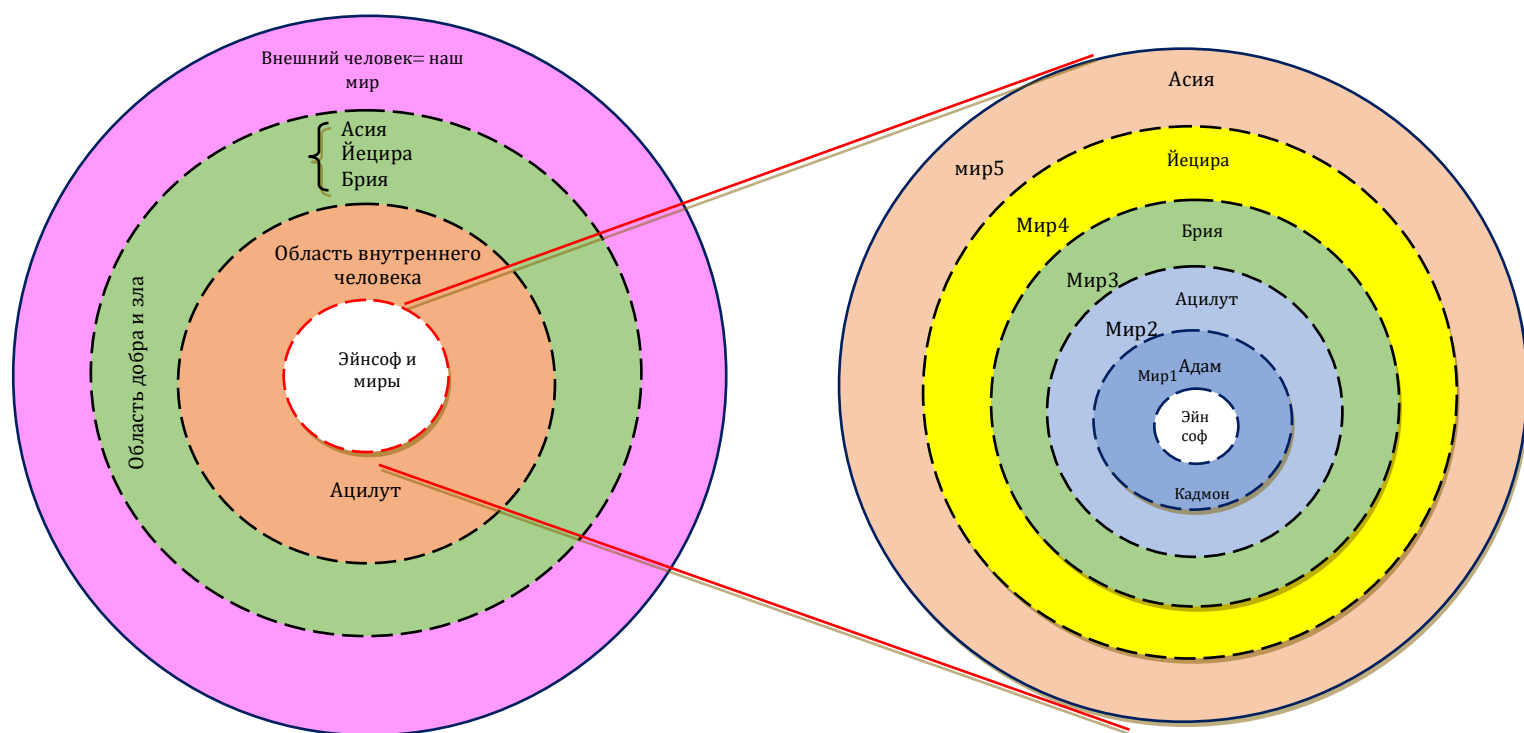 Внешний человек= наш
мир
Асия
Йецира
Брия
Область добра и зла
Область внутреннего
человека
Эйнсоф и
миры
Ацилут
Асия
мир5
Йецира
Мир4
Брия
Мир3
Ацилут
Мир2
Адам
Мир1
Эйн
соф
Кадмон